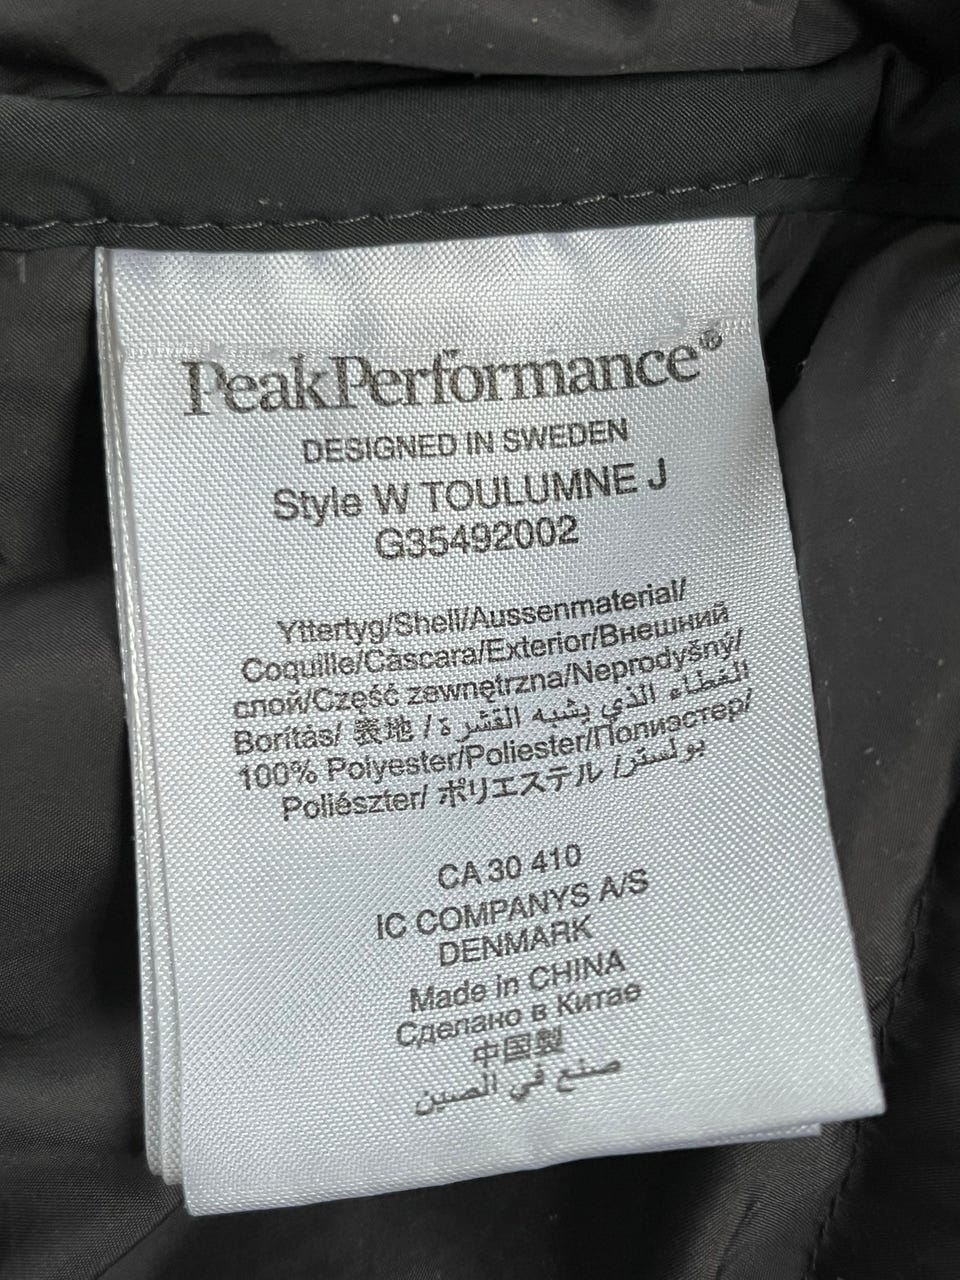 PeakPerformance®
DESIGNED IN SWEDEN
Style W TOULUMNE J
G35492002
Yttertyg/Shell/Aussenmaterial/
Coquille/Càscara/Exterior/Внешний
слой/Część zewnętrzna/Neprodyšný/
Borítás/ 表地 / الغطاء الذي يشبه القشرة
100% Polyester/Poliester/Полиэстер/
Poliészter/ ポリエステル / بولستر
CA 30 410
IC COMPANYS A/S
DENMARK
Made in CHINA
Сделано в Китае
中国製
صنع في الصين